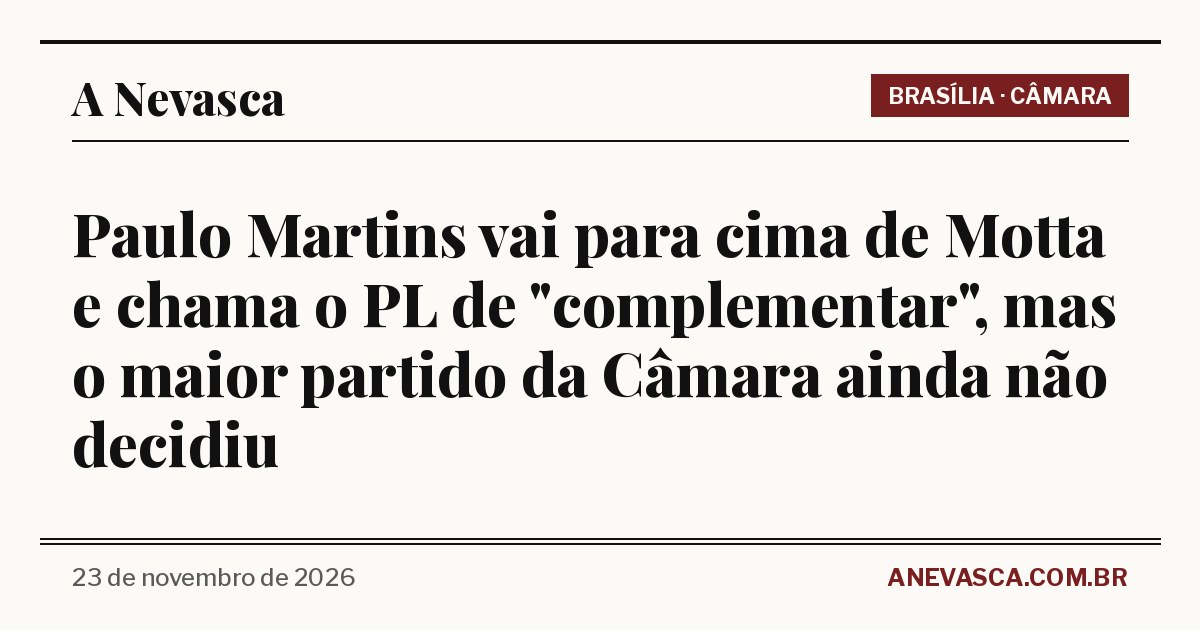 A Nevasca
BRASÍLIA · CÂMARA
Paulo Martins vai para cima de Motta
e chama o PL de "complementar", mas
o maior partido da Câmara ainda não
decidiu
23 de novembro de 2026
ANEVASCA.COM.BR